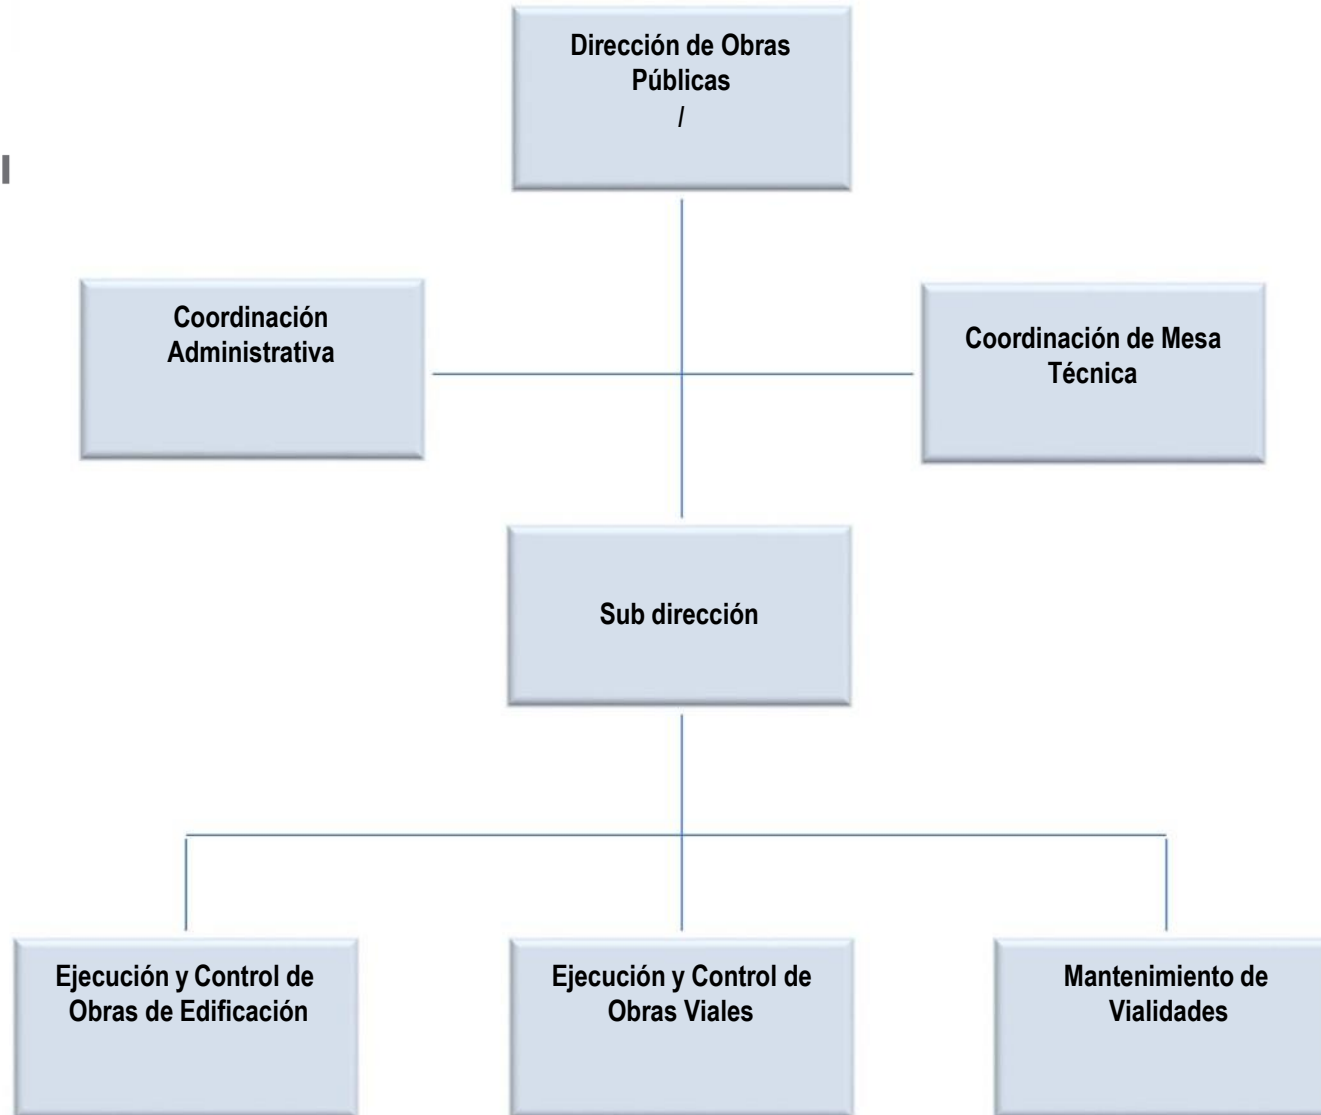 Dirección de Obras
Públicas
/
Coordinación
Administrativa
Coordinación de Mesa
Técnica
Sub dirección
Ejecución y Control de
Obras de Edificación
Ejecución y Control de
Obras Viales
Mantenimiento de
Vialidades